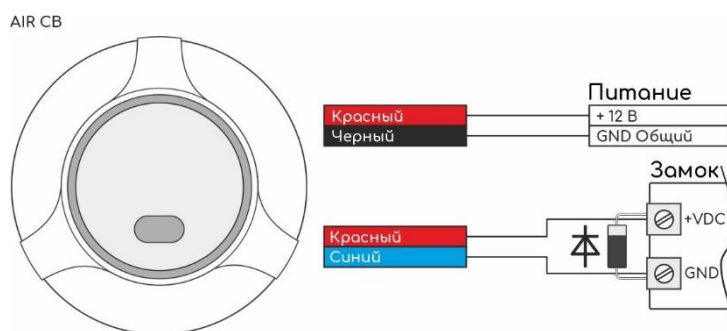 AIR CB
Питание
Красный
+ 12 В
Черный
GND Общий
Замок
+VDC
Красный
Синий
GND